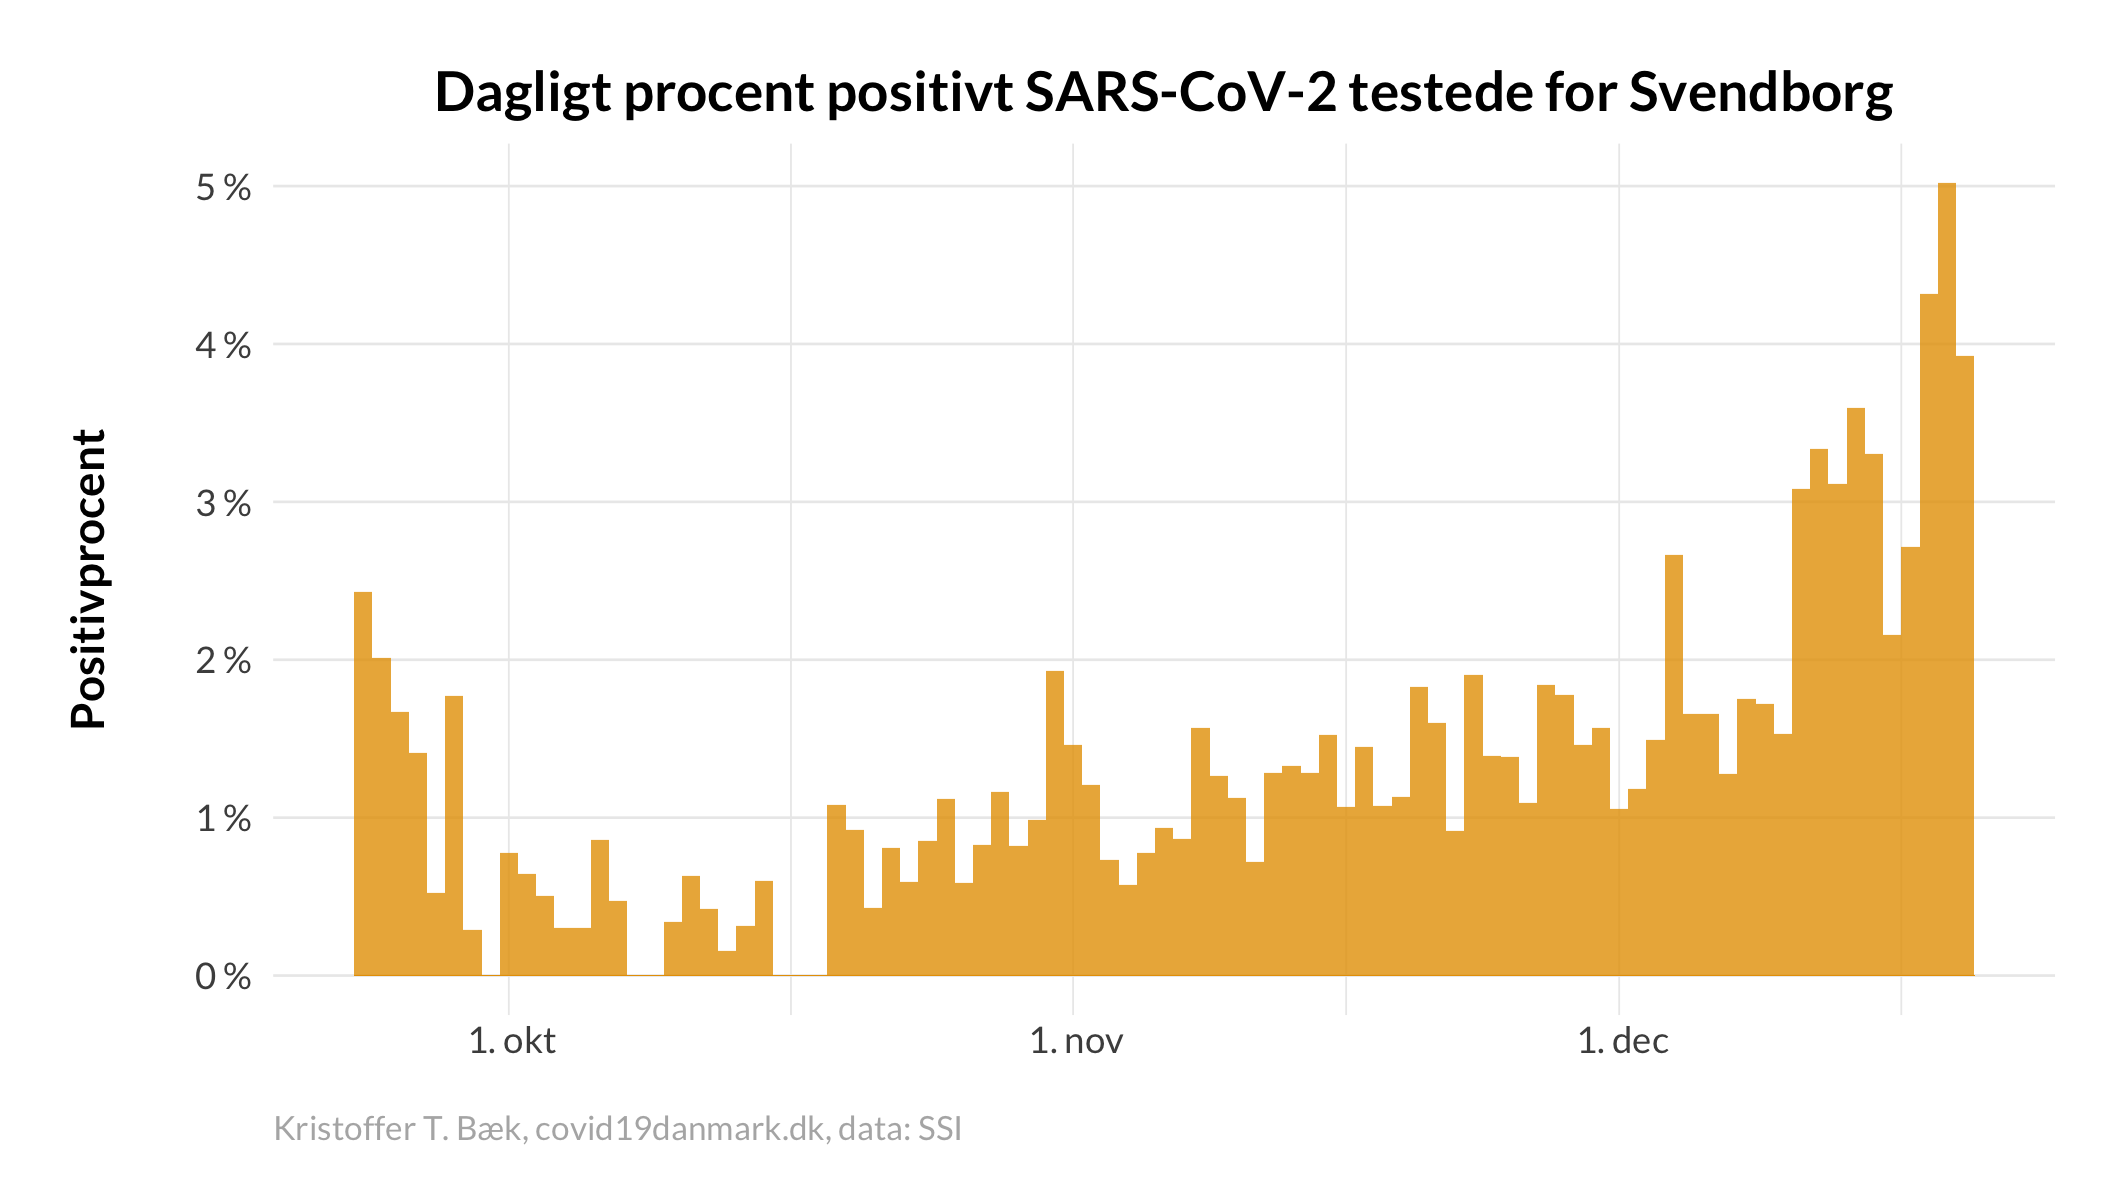 Dagligt procent positivt SARS-CoV-2 testede for Svendborg
Positivprocent
5 %
4 %
3 %
2 %
1 %
0 %
1. okt
1. nov
1. dec
Kristoffer T. Bæk, covid19danmark.dk, data: SSI